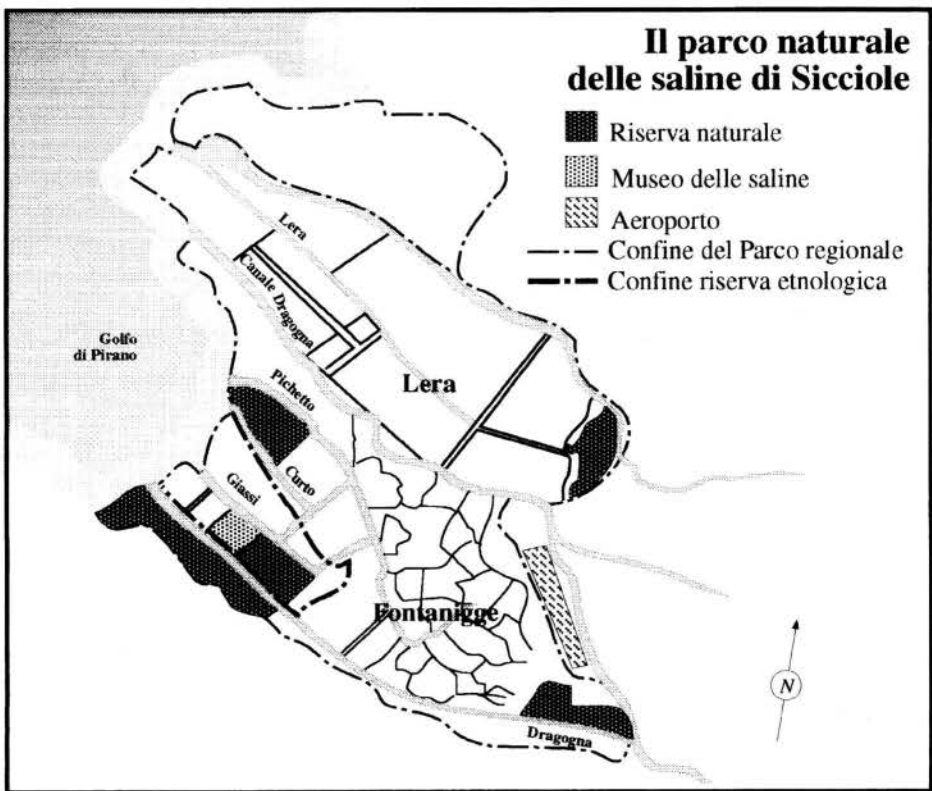 Il parco naturale
delle saline di Sicciole
Riserva naturale
Museo delle saline
Aeroporto
Confine del Parco regionale
Confine riserva etnologica
Lera
Canale Dragogna
Golfo
di Pirano
Pichetto
Lera
Curto
Giassi
Fontanigge
N
Dragogna